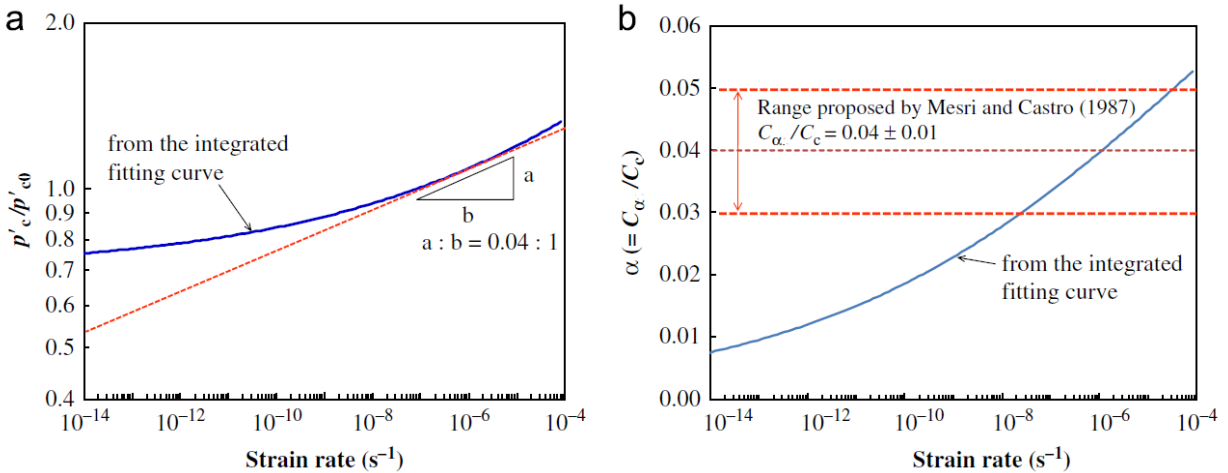 a
2.0
1.0
0.9
0.8
0.7
0.6
0.5
0.4
p'c/p'c0
from the integrated
fitting curve
a
b
a : b = 0.04 : 1
10⁻¹⁴ 10⁻¹² 10⁻¹⁰ 10⁻⁸ 10⁻⁶ 10⁻⁴
Strain rate (s⁻¹)
b
0.06
0.05
0.04
0.03
0.02
0.01
0.00
α (= Cα /Cc)
Range proposed by Mesri and Castro (1987)
Cα /Cc = 0.04 ± 0.01
from the integrated
fitting curve
10⁻¹⁴ 10⁻¹² 10⁻¹⁰ 10⁻⁸ 10⁻⁶ 10⁻⁴
Strain rate (s⁻¹)